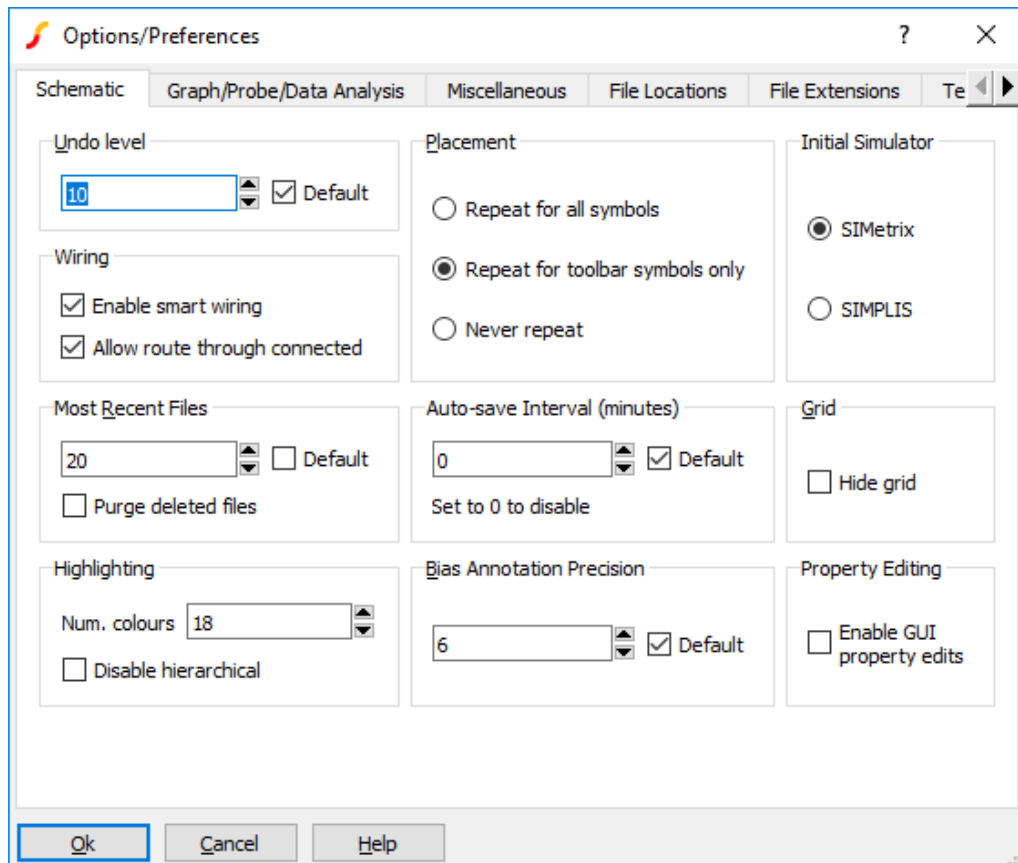 Options/Preferences
?
Schematic
Graph/Probe/Data Analysis
Miscellaneous
File Locations
File Extensions
Te
Undo level
10
Default
Wiring
Enable smart wiring
Allow route through connected
Placement
Repeat for all symbols
Repeat for toolbar symbols only
Never repeat
Initial Simulator
SIMetrix
SIMPLIS
Most Recent Files
20
Default
Purge deleted files
Auto-save Interval (minutes)
0
Default
Set to 0 to disable
Grid
Hide grid
Highlighting
Num. colours
18
Disable hierarchical
Bias Annotation Precision
6
Default
Property Editing
Enable GUI
property edits
Ok
Cancel
Help